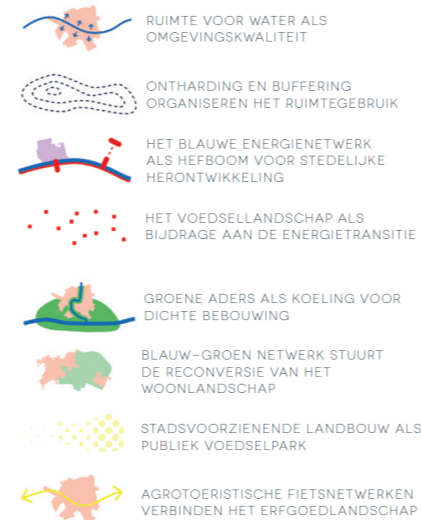 RUIMTE VOOR WATER ALS
OMGEVINGSKWALITEIT
ONTHARDING EN BUFFERING
ORGANISEREN HET RUIMTEGEBRUIK
HET BLAUWE ENERGIENETWERK
ALS HEFBOOM VOOR STEDELIJKE
HERONTWIKKELING
HET VOEDSELLANDSCHAP ALS
BIJDRAGE AAN DE ENERGIETRANSITIE
GROENE ADERS ALS KOELING VOOR
DICHTE BEBOUWING
BLAUW-GROEN NETWERK STUURT
DE RECONVERSIE VAN HET
WOONLANDSCHAP
STADSVOORZIENENDE LANDBOUW ALS
PUBLIEK VOEDSELPARK
AGROTOERISTISCHE FIETSNETWERKEN
VERBINDEN HET ERFGOEDLANDSCHAP